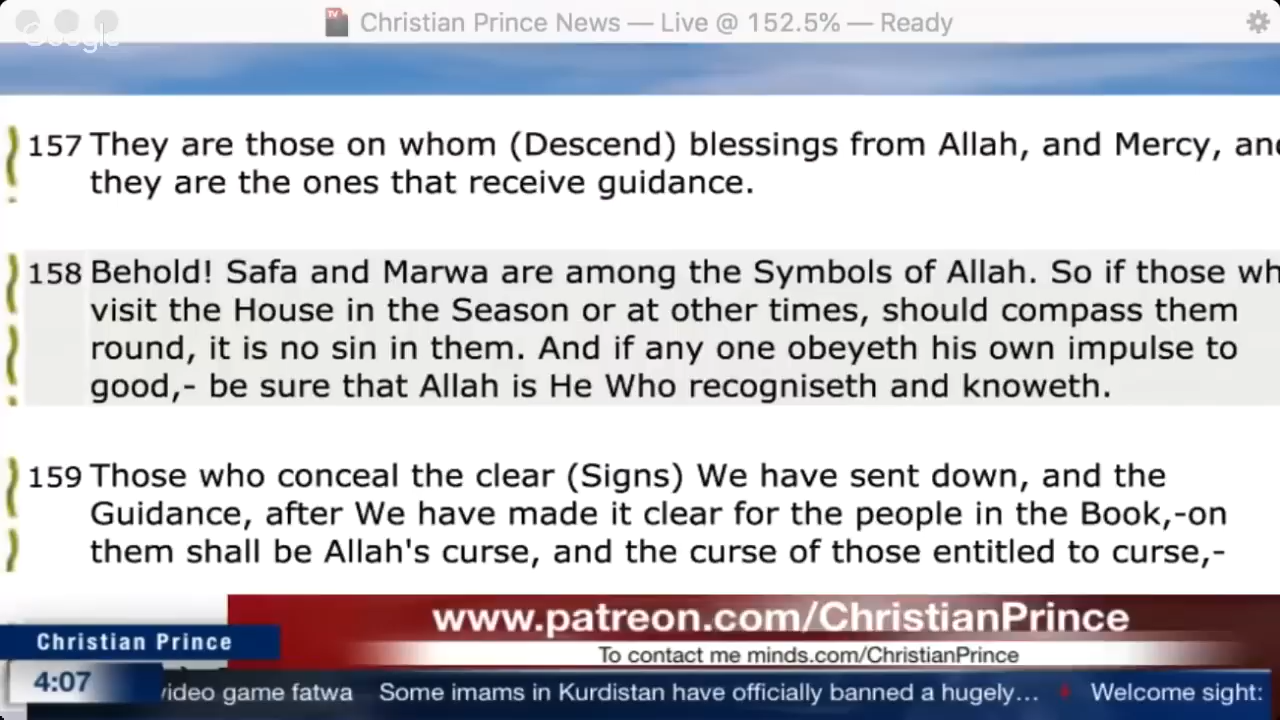 Christian Prince News — Live @ 152.5% — Ready
Google
157 They are those on whom (Descend) blessings from Allah, and Mercy, and
they are the ones that receive guidance.
158 Behold! Safa and Marwa are among the Symbols of Allah. So if those wh
visit the House in the Season or at other times, should compass them
round, it is no sin in them. And if any one obeyeth his own impulse to
good,- be sure that Allah is He Who recogniseth and knoweth.
159 Those who conceal the clear (Signs) We have sent down, and the
Guidance, after We have made it clear for the people in the Book,-on
them shall be Allah's curse, and the curse of those entitled to curse,-
www.patreon.com/ChristianPrince
Christian Prince
To contact me minds.com/ChristianPrince
4:07
video game fatwa Some imams in Kurdistan have officially banned a hugely... Welcome sight: